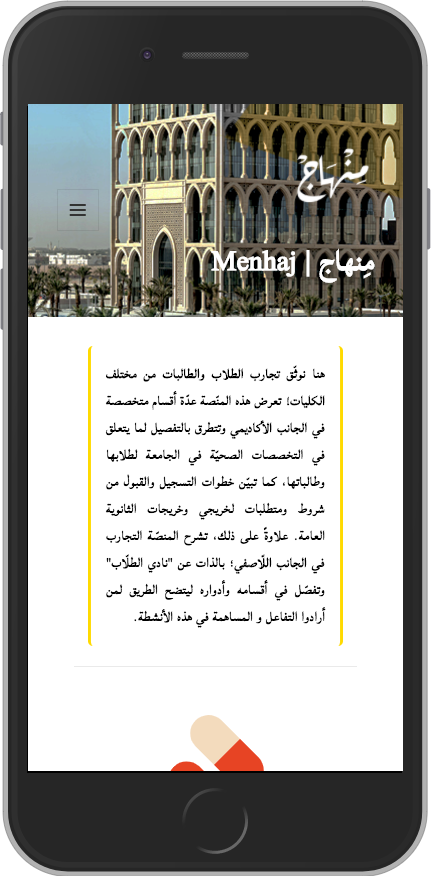 مِنْهَاجْ
مِنهاج | Menhaj
هنا نوثّق تجارب الطلاب والطالبات من مختلف
الكليات؛ تعرض هذه المنّصة عدّة أقسام متخصصة
في الجانب الأكاديمي وتتطرق بالتفصيل لما يتعلق
في التخصصات الصحيّة في الجامعة لطلابها
وطالباتها، كما تبيّن خطوات التسجيل والقبول من
شروط ومتطلبات لخريجي وخريجات الثانوية
العامة. علاوةً على ذلك، تشرح المنصّة التجارب
في الجانب اللّاصفي؛ بالذات عن "نادي الطلّاب"
وتفصّل في أقسامه وأدواره ليتضح الطريق لمن
أرادوا التفاعل و المساهمة في هذه الأنشطة.